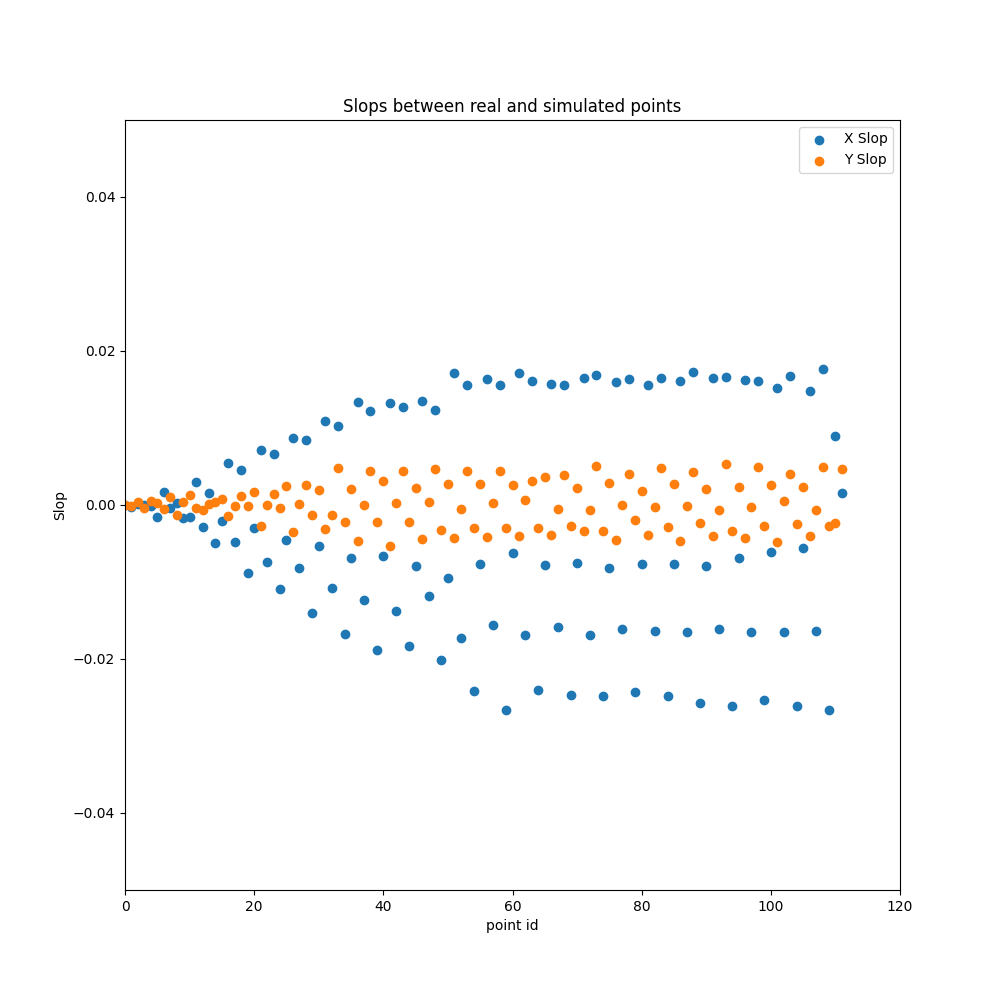 Slops between real and simulated points
X Slop
Y Slop
0.04
0.02
0.00
−0.02
−0.04
Slop
0 20 40 60 80 100 120
point id